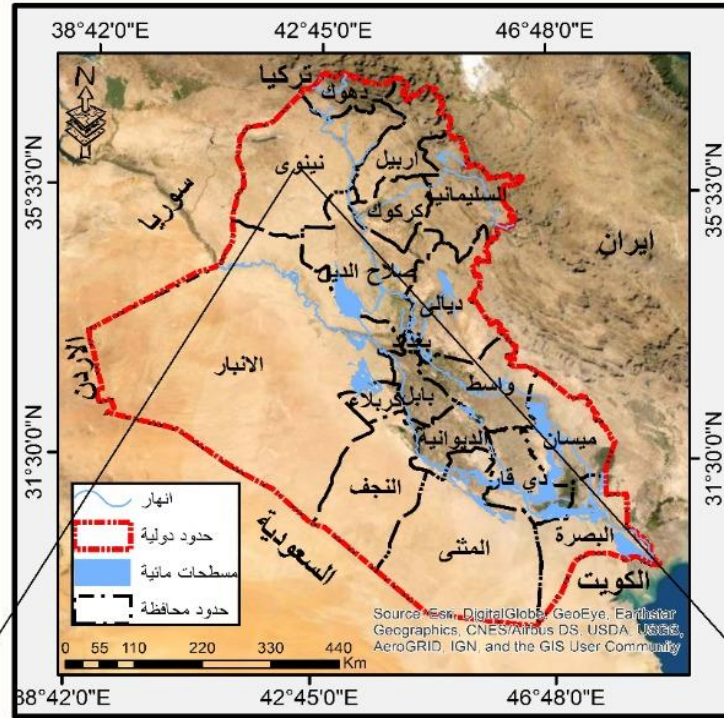 38°42'0"E 42°45'0"E 46°48'0"E
N
تركيا
دهوك
نينوى
اربيل
35°33'0"N 35°33'0"N
السليمانية
كركوك
سوريا
ايران
صلاح الدين
ديالى
بغداد
الاردن
الانبار
واسط
بابل
كربلاء
ميسان
الديوانية
31°30'0"N 31°30'0"N
النجف
ذي قار
البصرة
المثنى
السعودية
الكويت
انهار
حدود دولية
مسطحات مائية
حدود محافظة
Source: Esri, DigitalGlobe, GeoEye, Earthstar
Geographics, CNES/Airbus DS, USDA, USGS,
AeroGRID, IGN, and the GIS User Community
0 55 110 220 330 440
Km
38°42'0"E 42°45'0"E 46°48'0"E